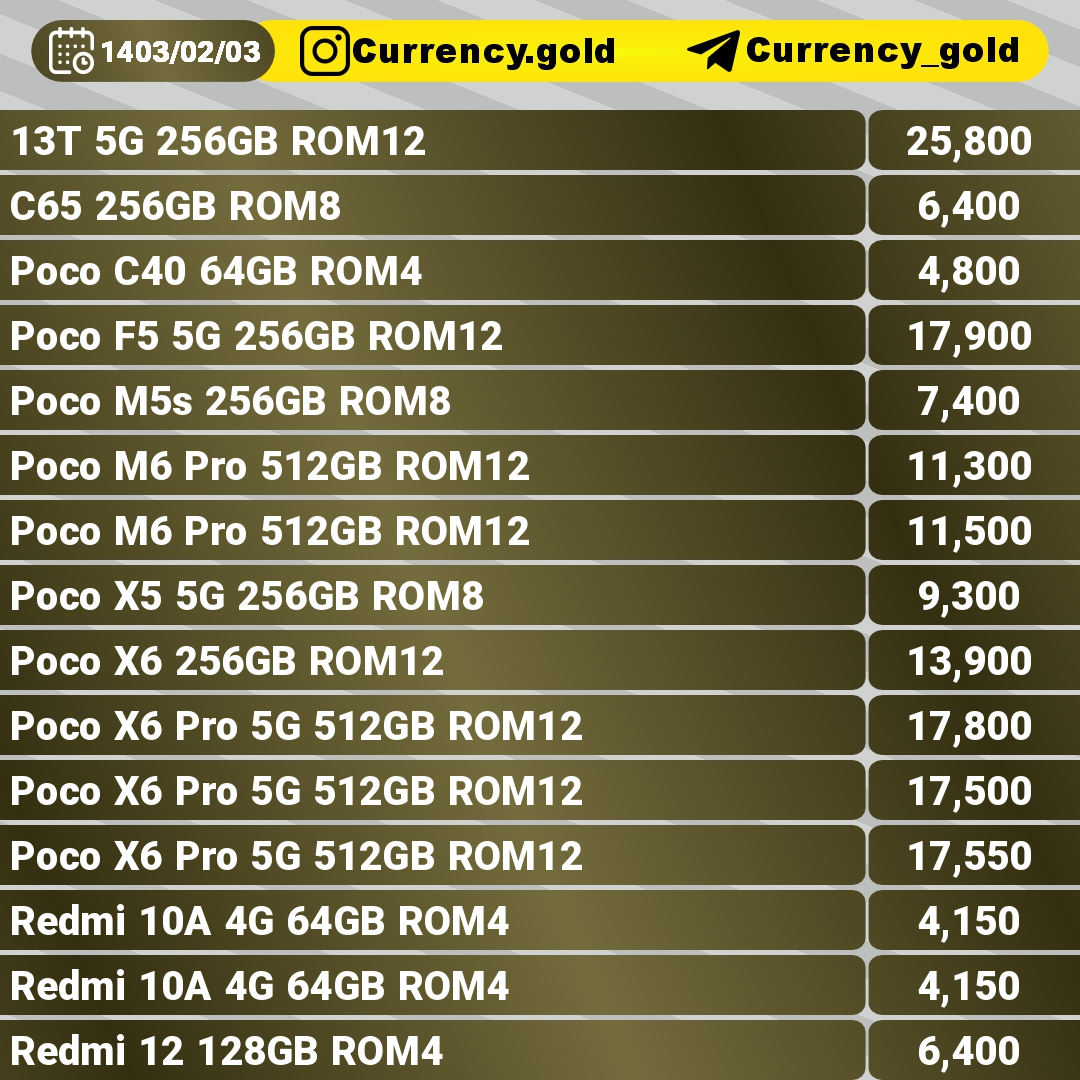 1403/02/03 Currency.gold Currency_gold
13T 5G 256GB ROM12 25,800
C65 256GB ROM8 6,400
Poco C40 64GB ROM4 4,800
Poco F5 5G 256GB ROM12 17,900
Poco M5s 256GB ROM8 7,400
Poco M6 Pro 512GB ROM12 11,300
Poco M6 Pro 512GB ROM12 11,500
Poco X5 5G 256GB ROM8 9,300
Poco X6 256GB ROM12 13,900
Poco X6 Pro 5G 512GB ROM12 17,800
Poco X6 Pro 5G 512GB ROM12 17,500
Poco X6 Pro 5G 512GB ROM12 17,550
Redmi 10A 4G 64GB ROM4 4,150
Redmi 10A 4G 64GB ROM4 4,150
Redmi 12 128GB ROM4 6,400